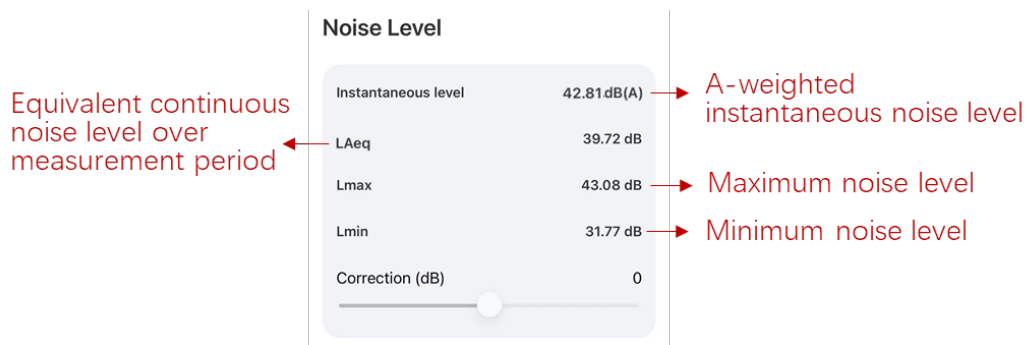 Noise Level
Instantaneous level 42.81dB(A)
A-weighted
instantaneous noise level
Equivalent continuous
noise level over
measurement period
LAeq 39.72 dB
Lmax 43.08 dB
Maximum noise level
Lmin 31.77 dB
Minimum noise level
Correction (dB) 0